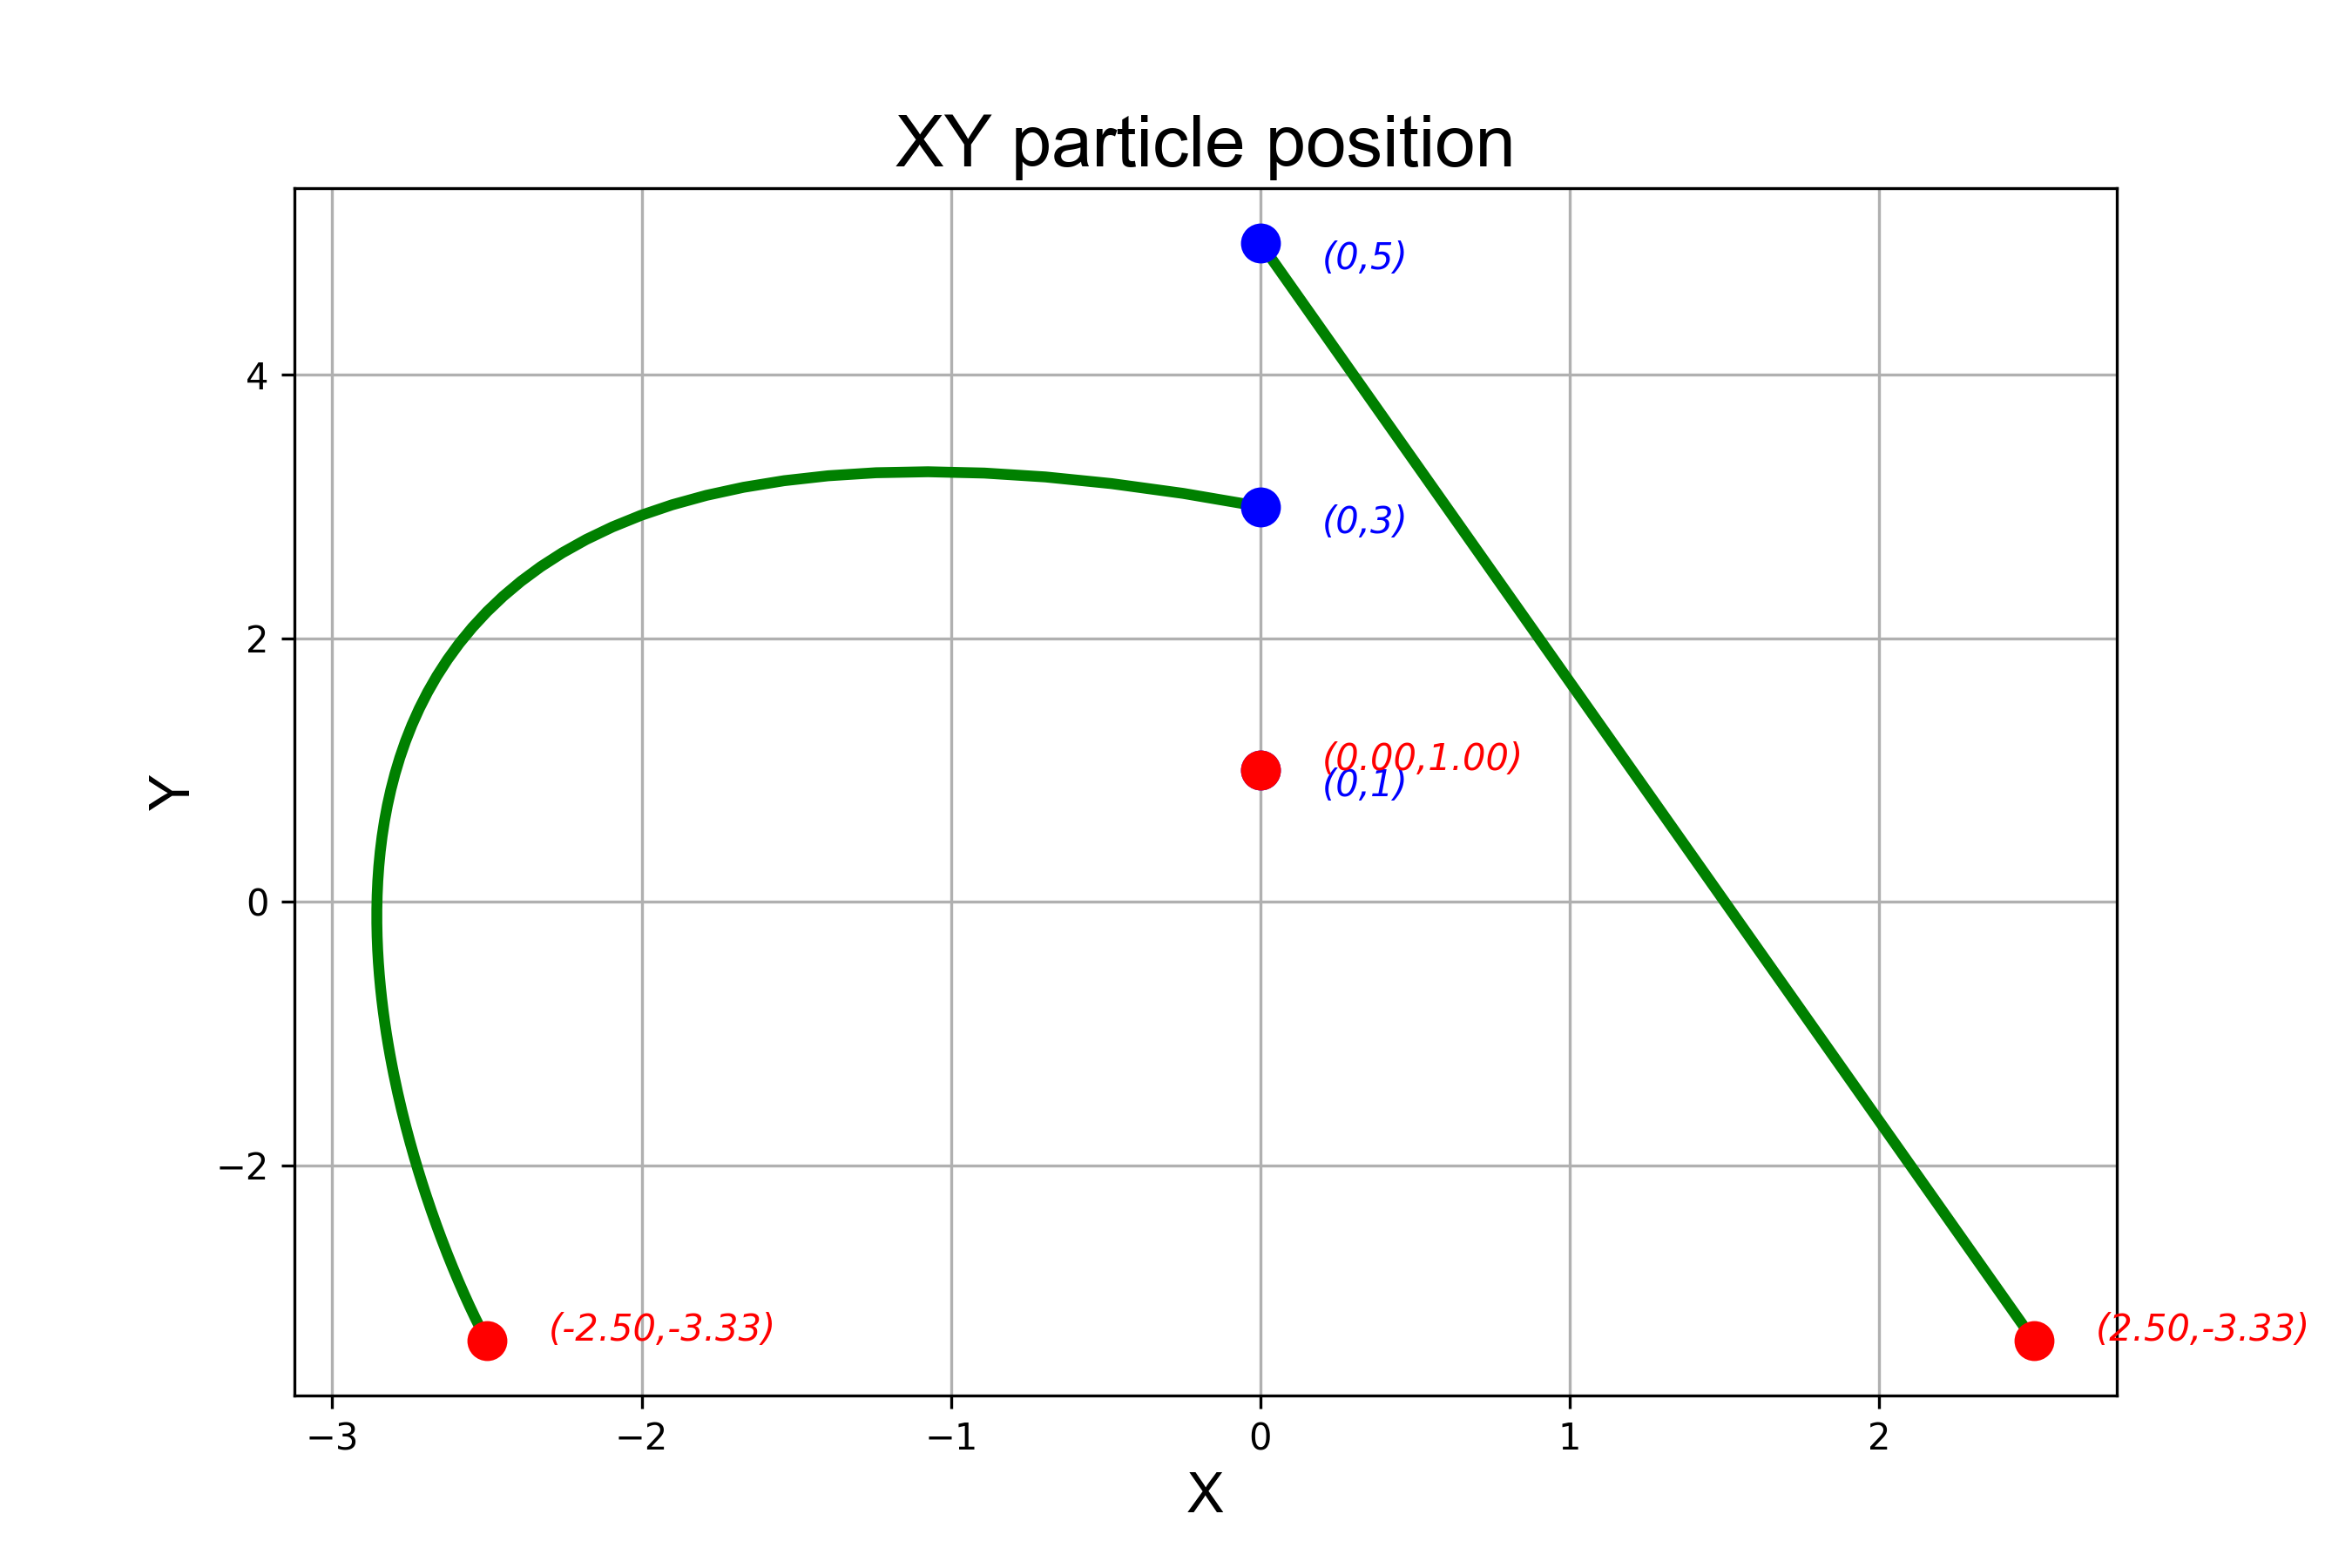 XY particle position
(0,5)
4
(0,3)
2
(0.00,1.00)
(0,1)
Y
0
−2
(-2.50,-3.33)
(2.50,-3.33)
−3 −2 −1 0 1 2
X